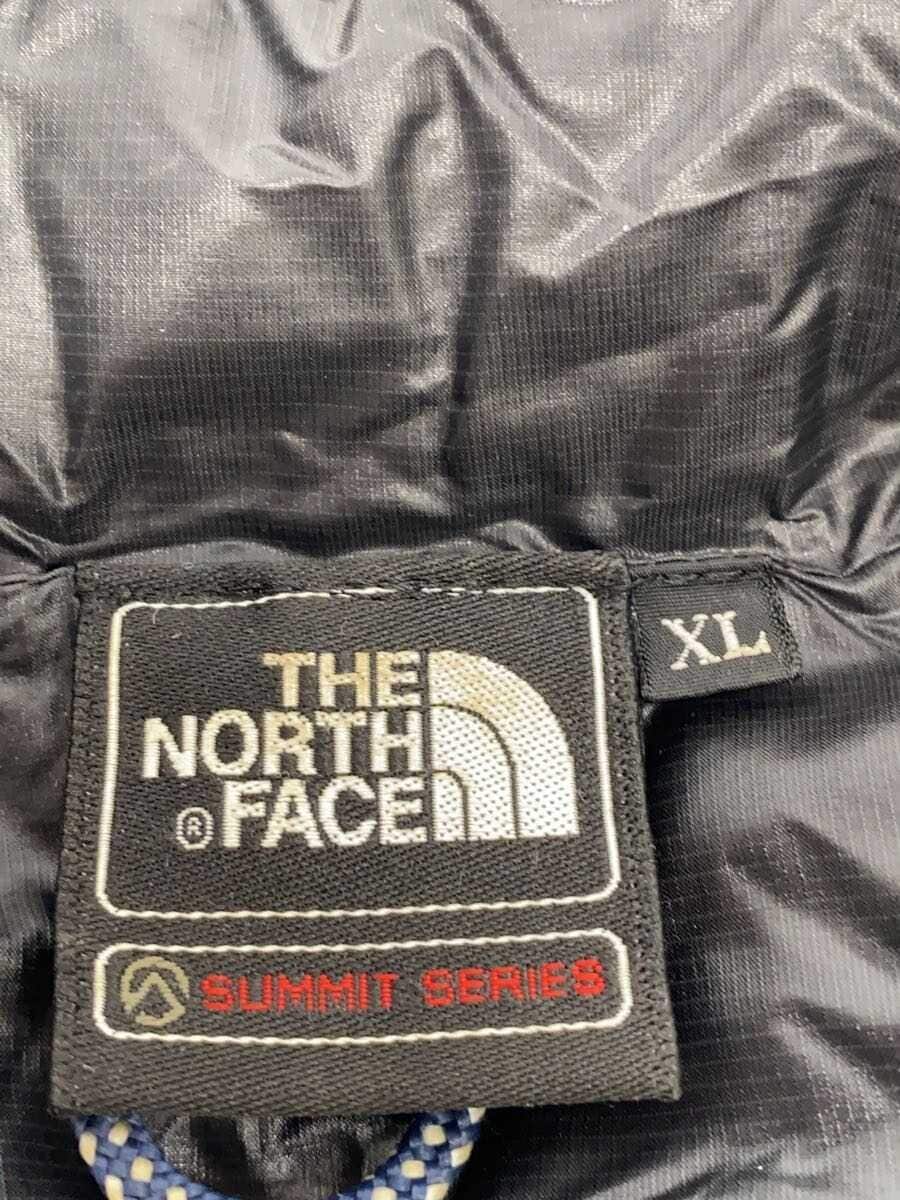 THE
NORTH
® FACE
XL
SUMMIT SERIES